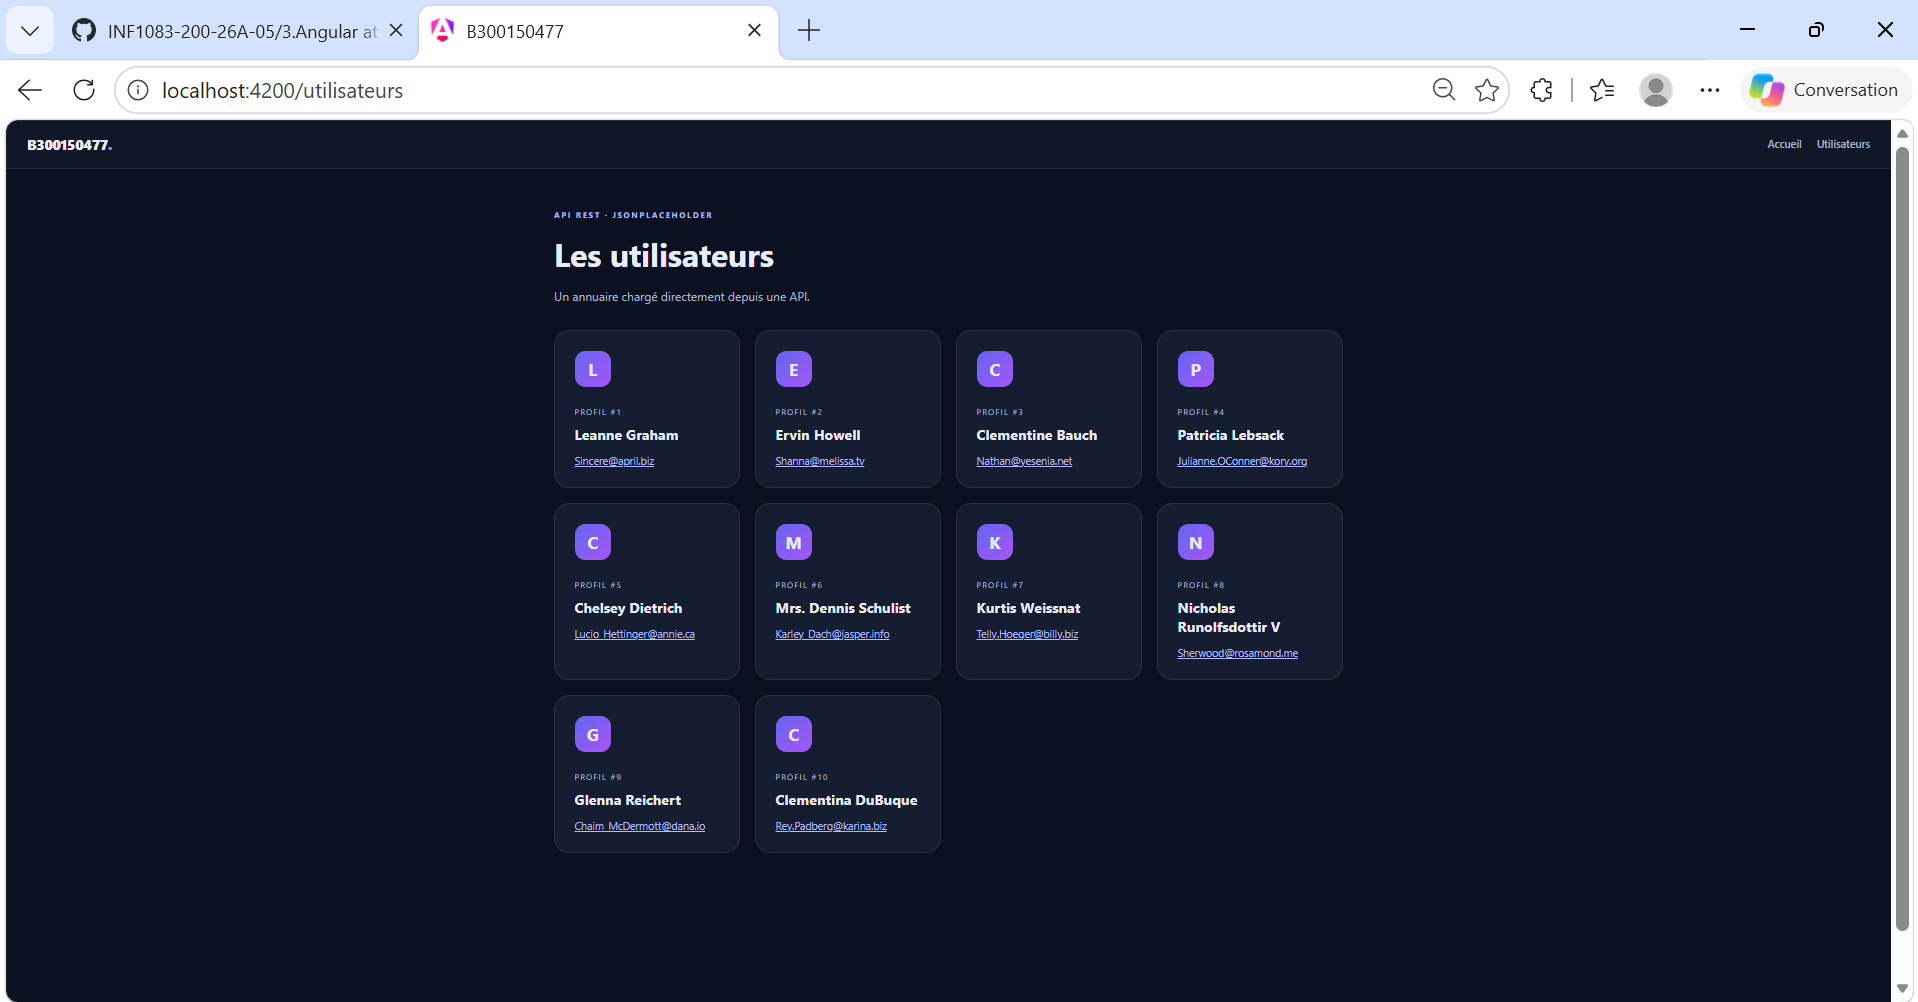 INF1083-200-26A-05/3.Angular at
B300150477
localhost:4200/utilisateurs
Conversation
B300150477.
Accueil
Utilisateurs
API REST · JSONPLACEHOLDER
Les utilisateurs
Un annuaire chargé directement depuis une API.
L
PROFIL #1
Leanne Graham
Sincere@april.biz
E
PROFIL #2
Ervin Howell
Shanna@melissa.tv
C
PROFIL #3
Clementine Bauch
Nathan@yesenia.net
P
PROFIL #4
Patricia Lebsack
Julianne.OConner@kory.org
C
PROFIL #5
Chelsey Dietrich
Lucio_Hettinger@annie.ca
M
PROFIL #6
Mrs. Dennis Schulist
Karley_Dach@jasper.info
K
PROFIL #7
Kurtis Weissnat
Telly.Hoeger@billy.biz
N
PROFIL #8
Nicholas
Runolfsdottir V
Sherwood@rosamond.me
G
PROFIL #9
Glenna Reichert
Chaim_McDermott@dana.io
C
PROFIL #10
Clementina DuBuque
Rey.Padberg@karina.biz